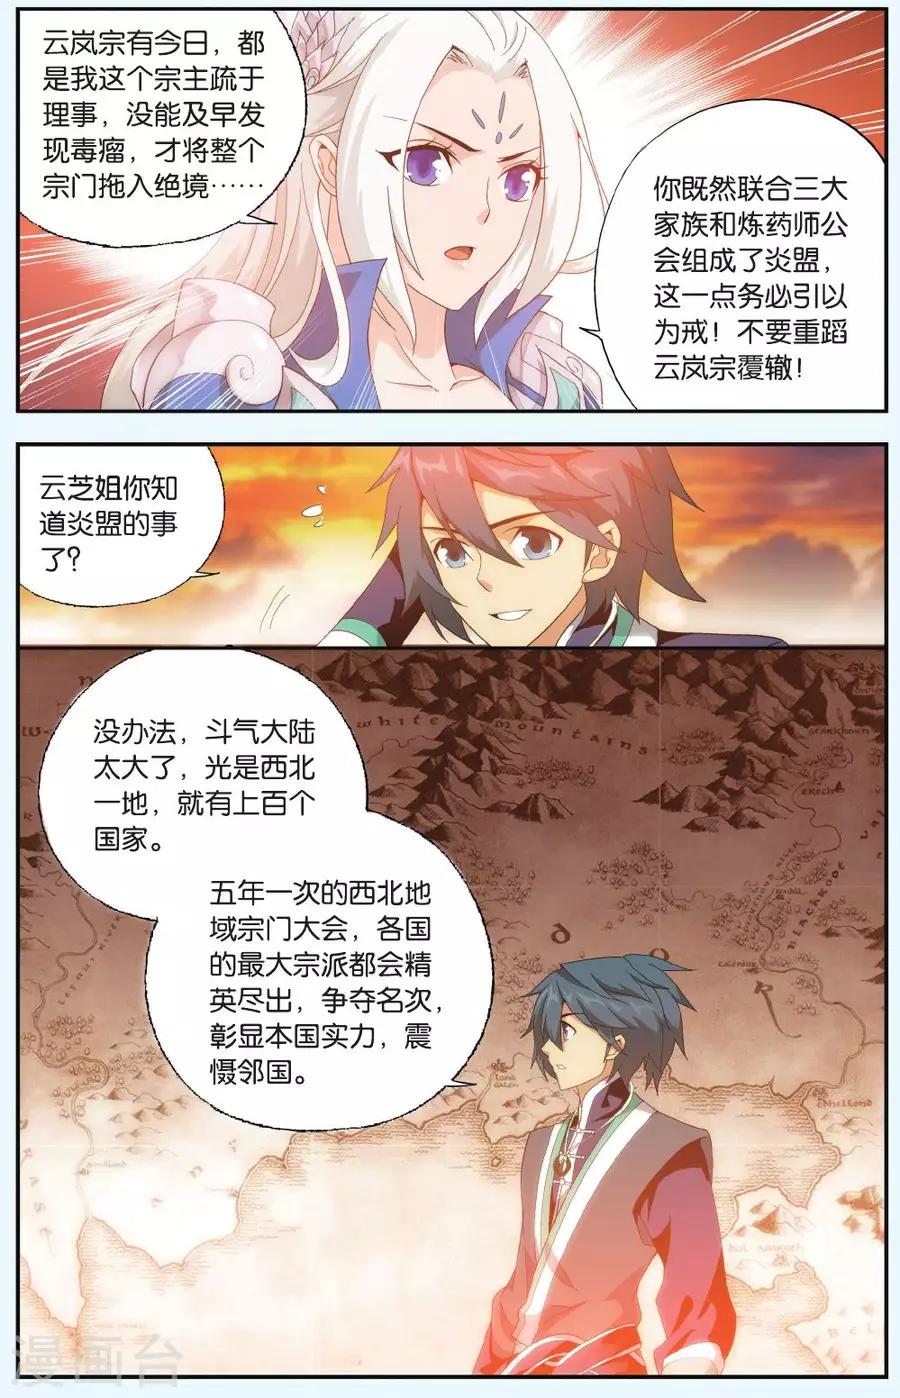 云岚宗有今日，都
是我这个宗主疏于
理事，没能及早发
现毒瘤，才将整个
宗门拖入绝境……
你既然联合三大
家族和炼药师公
会组成了炎盟，
这一点务必引以
为戒！不要重蹈
云岚宗覆辙！
云芝姐你知
道炎盟的事
了？
没办法，斗气大陆
太大了，光是西北
一地，就有上百个
国家。
white mountains
五年一次的西北地
域宗门大会，各国
的最大宗派都会精
英尽出，争夺名次，
彰显本国实力，震
慑邻国。
漫画台